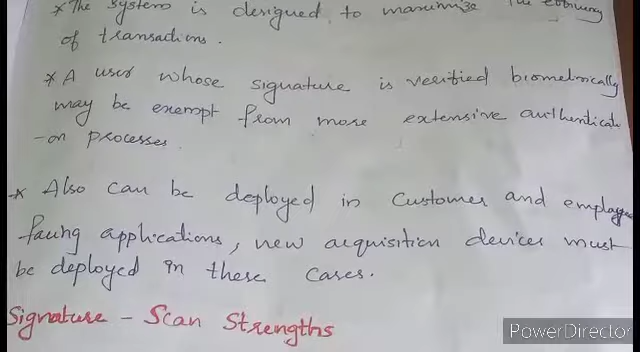 * The system is designed to maximize the efficiency
of transactions.
* A user whose signature is verified biometrically
may be exempt from more extensive authenticati
-on processes.
* Also can be deployed in customer and employee
facing applications, new acquisition devices must
be deployed in these cases.
Signature - Scan Strengths
PowerDirector